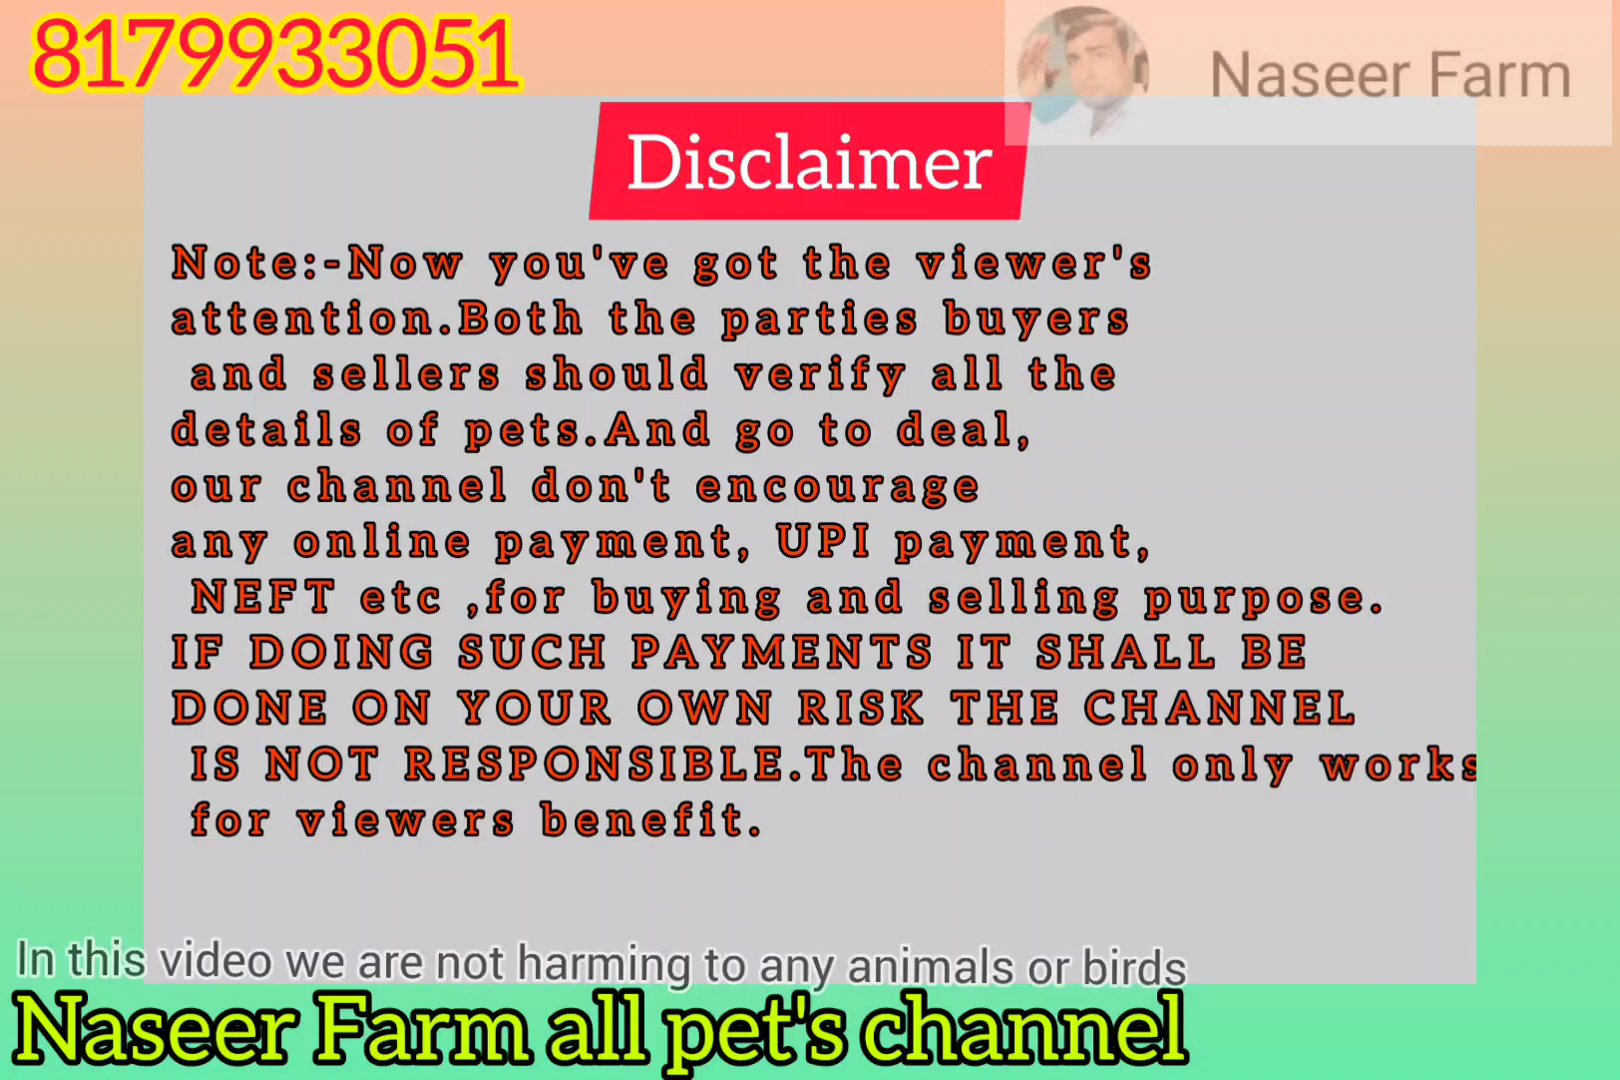 8179933051
Naseer Farm
Disclaimer
Note:-Now you've got the viewer's
attention.Both the parties buyers
and sellers should verify all the
details of pets.And go to deal,
our channel don't encourage
any online payment, UPI payment,
NEFT etc ,for buying and selling purpose.
IF DOING SUCH PAYMENTS IT SHALL BE
DONE ON YOUR OWN RISK THE CHANNEL
IS NOT RESPONSIBLE.The channel only works
for viewers benefit.
In this video we are not harming to any animals or birds
Naseer Farm all pet's channel